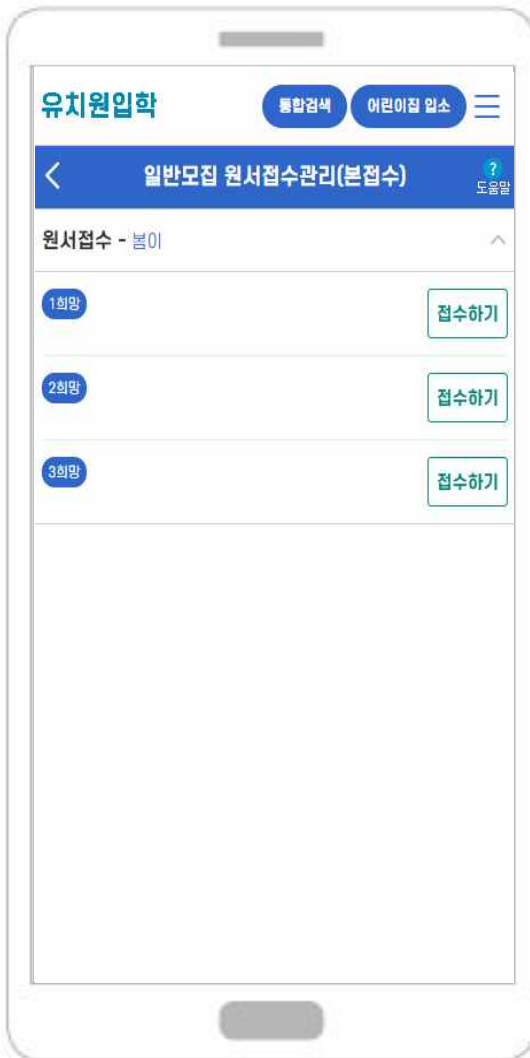 유치원입학
통합검색
어린이집 입소
일반모집 원서접수관리(본접수)
?
도움말
원서접수 - 봄이
1희망
접수하기
2희망
접수하기
3희망
접수하기